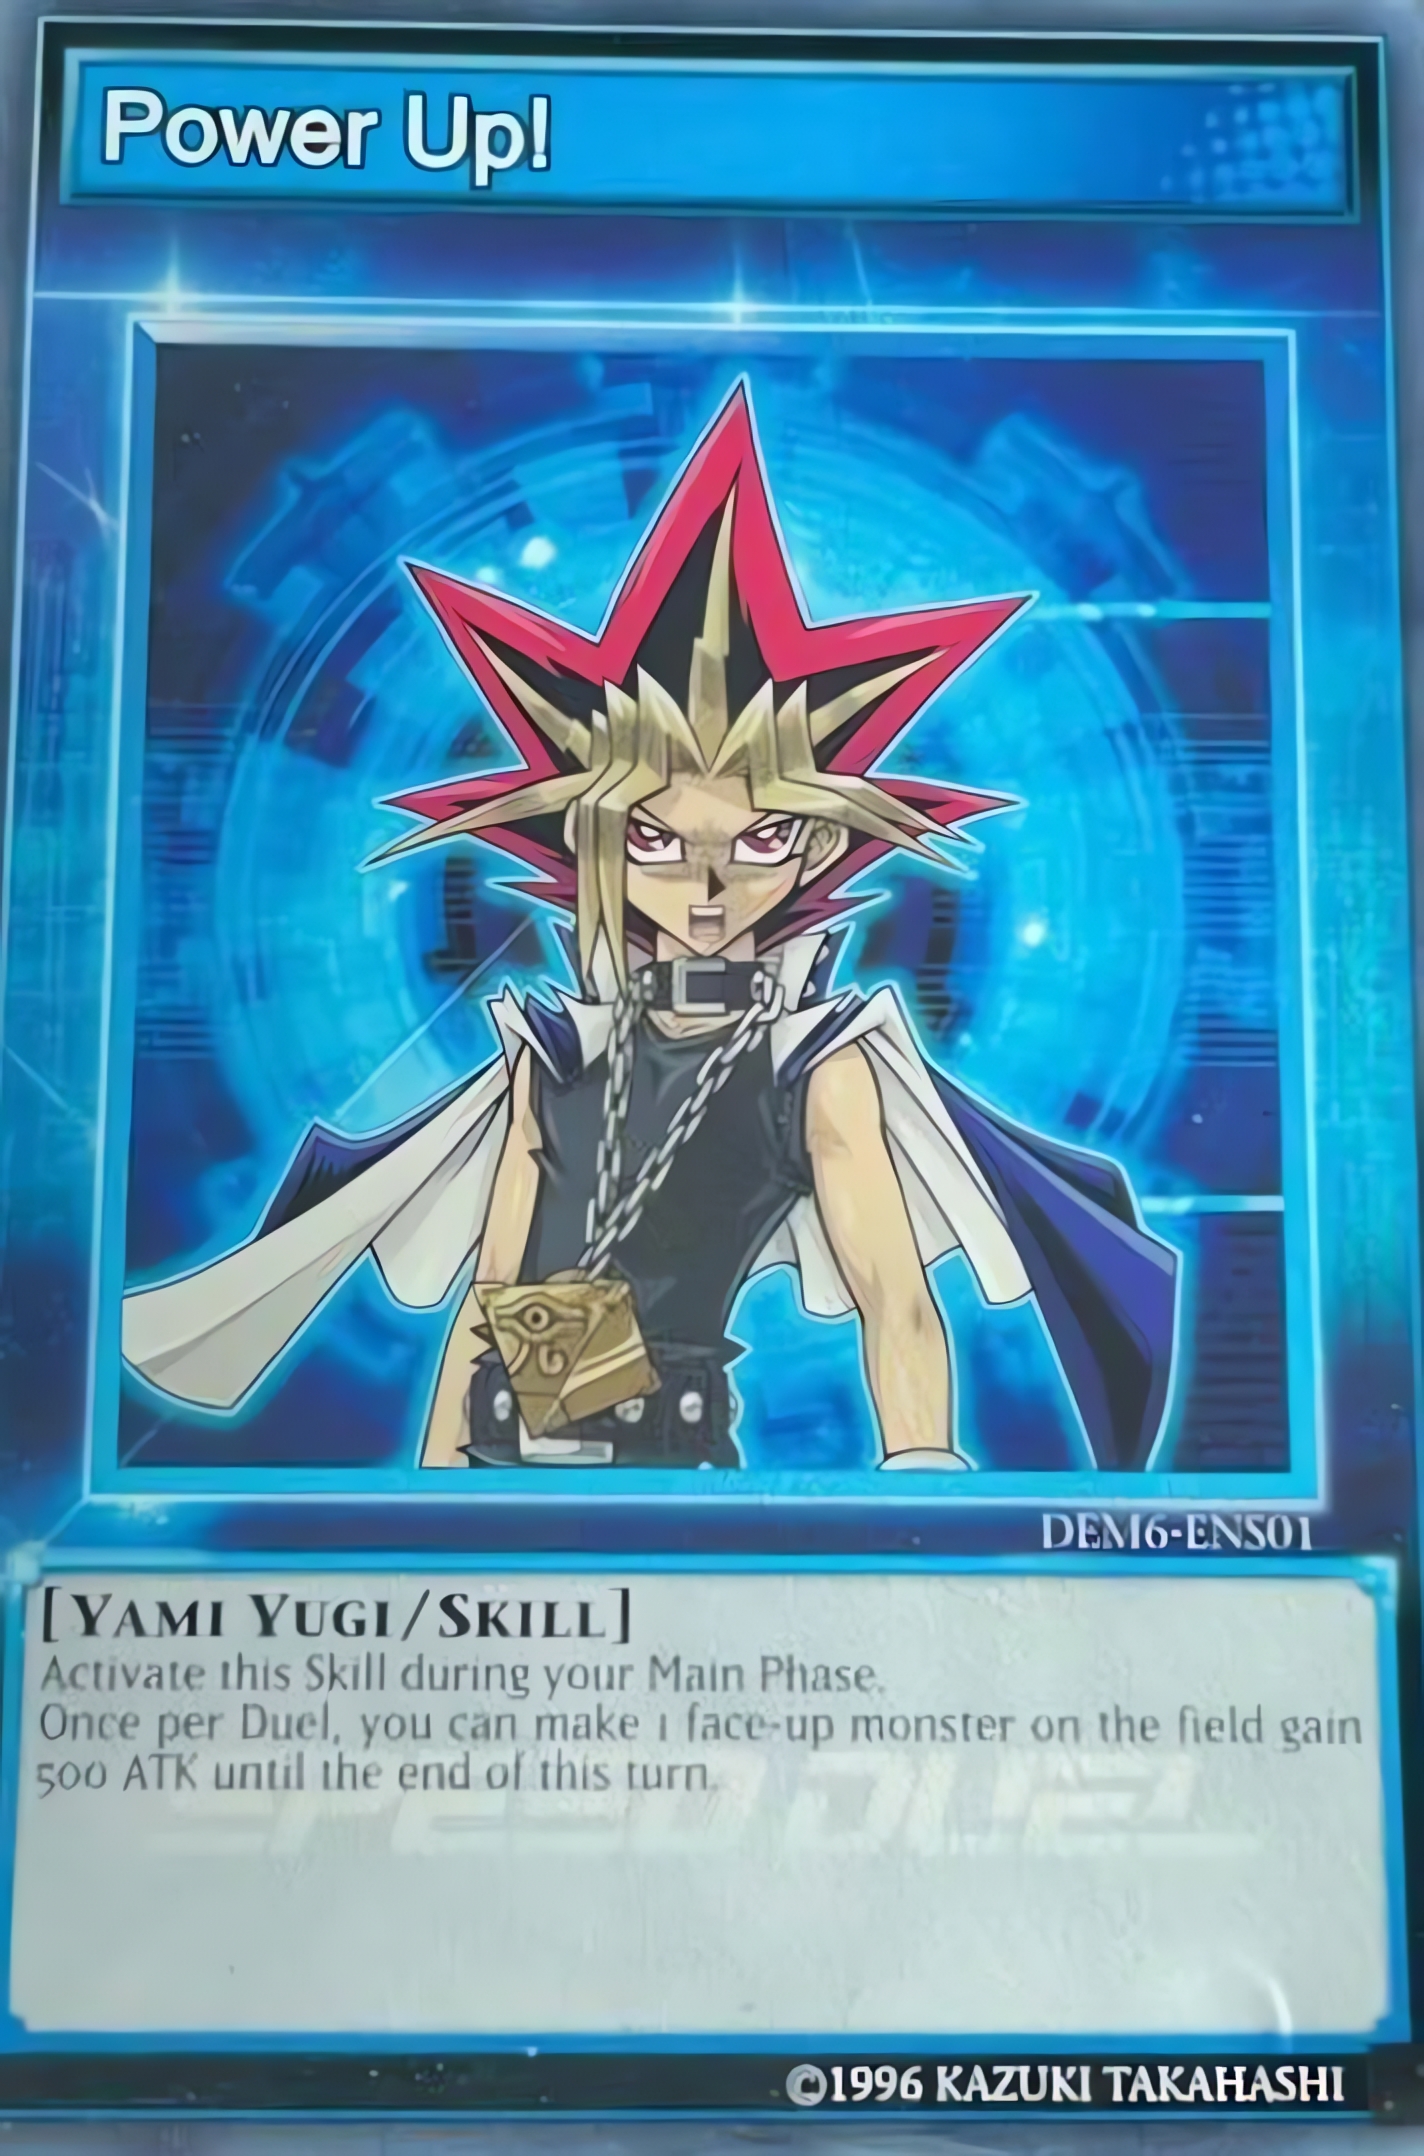 Power Up!
DEM6-ENS01
[YAMI YUGI/SKILL]
Activate this Skill during your Main Phase.
Once per Duel, you can make 1 face-up monster on the field gain
500 ATK until the end of this turn.
©1996 KAZUKI TAKAHASHI